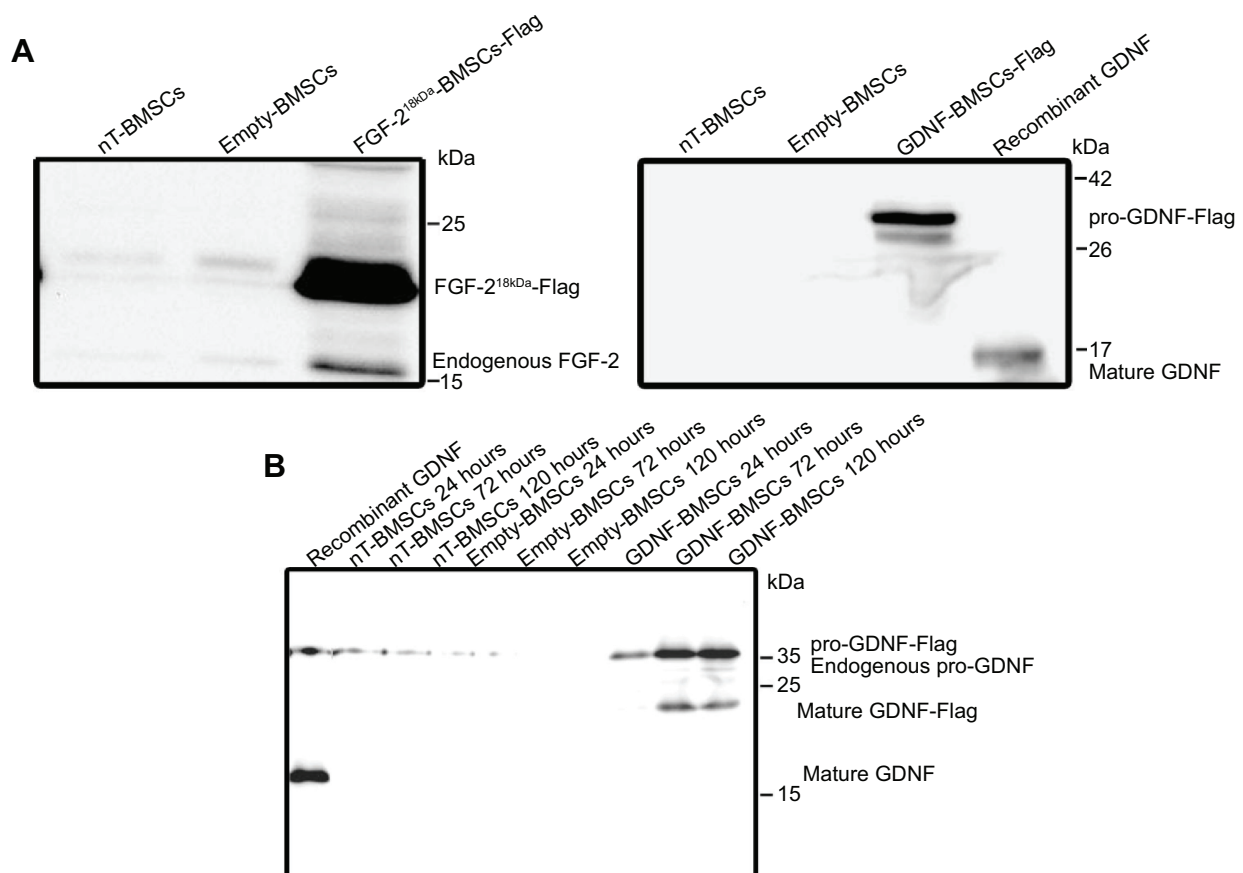 A
nT-BMSCs
Empty-BMSCs
FGF-2¹⁸ᵏᴰᵃ-BMSCs-Flag
kDa
25
FGF-2¹⁸ᵏᴰᵃ-Flag
Endogenous FGF-2
15
nT-BMSCs
Empty-BMSCs
GDNF-BMSCs-Flag
Recombinant GDNF
kDa
42
pro-GDNF-Flag
26
17
Mature GDNF
B
Recombinant GDNF
nT-BMSCs 24 hours
nT-BMSCs 72 hours
nT-BMSCs 120 hours
Empty-BMSCs 24 hours
Empty-BMSCs 72 hours
Empty-BMSCs 120 hours
GDNF-BMSCs 24 hours
GDNF-BMSCs 72 hours
GDNF-BMSCs 120 hours
kDa
35
pro-GDNF-Flag
Endogenous pro-GDNF
25
Mature GDNF-Flag
Mature GDNF
15